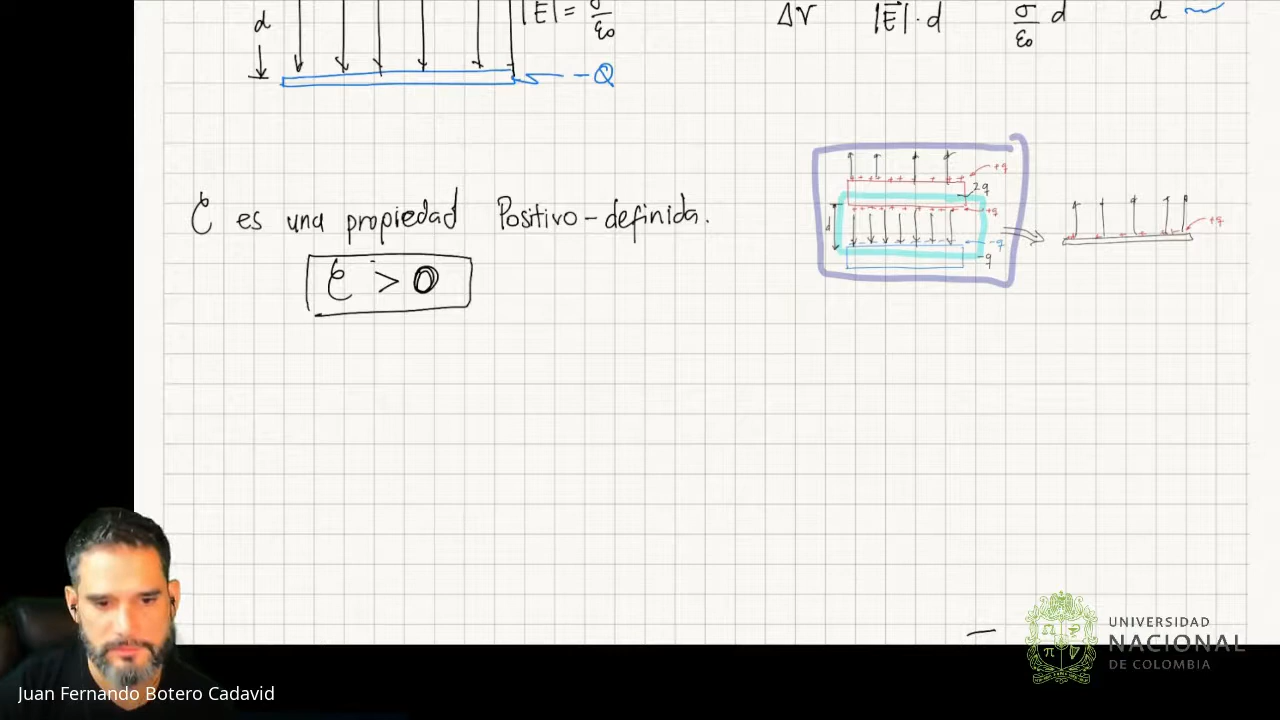 d
|E| = σ/ε₀
ΔV |E⃗|·d σ/ε₀ d d
-Q
C es una propiedad Positivo-definida.
C > 0
+q
2q
+q
d
-q
-q
+q
UNIVERSIDAD
NACIONAL
DE COLOMBIA
Juan Fernando Botero Cadavid